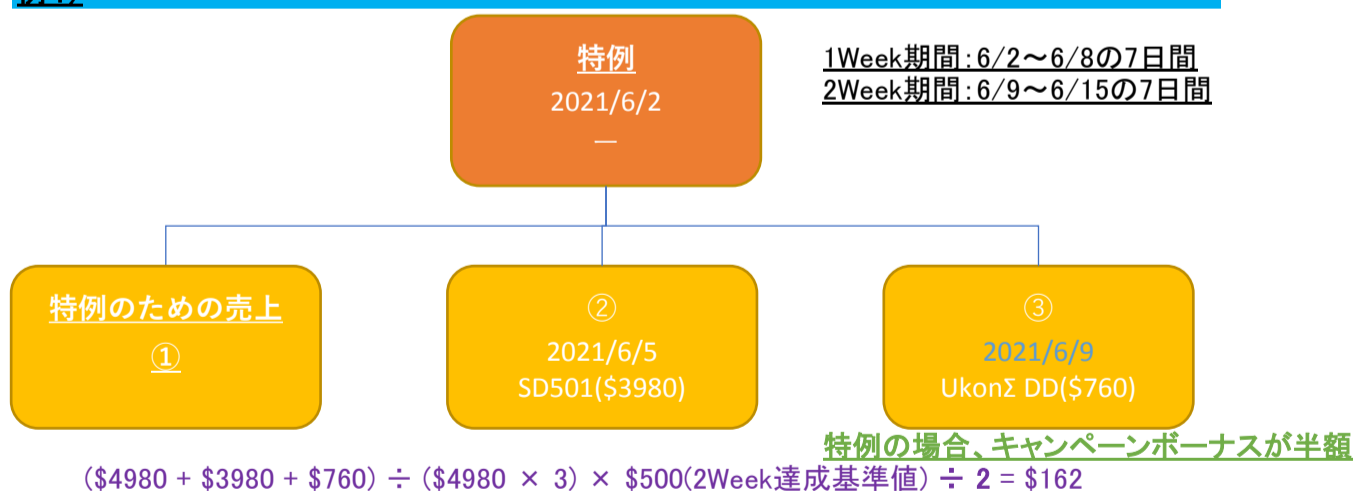 特例
2021/6/2
—
1Week期間：6/2～6/8の7日間
2Week期間：6/9～6/15の7日間
特例のための売上
①
②
2021/6/5
SD501($3980)
③
2021/6/9
UkonΣ DD($760)
特例の場合、キャンペーンボーナスが半額
($4980 + $3980 + $760) ÷ ($4980 × 3) × $500(2Week達成基準値) ÷ 2 = $162